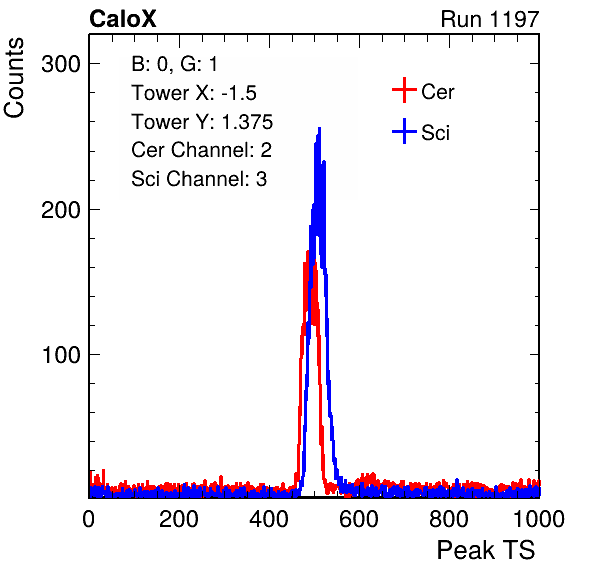 CaloX Run 1197
Counts
300
200
100
B: 0, G: 1
Tower X: -1.5
Tower Y: 1.375
Cer Channel: 2
Sci Channel: 3
Cer
Sci
0 200 400 600 800 1000
Peak TS